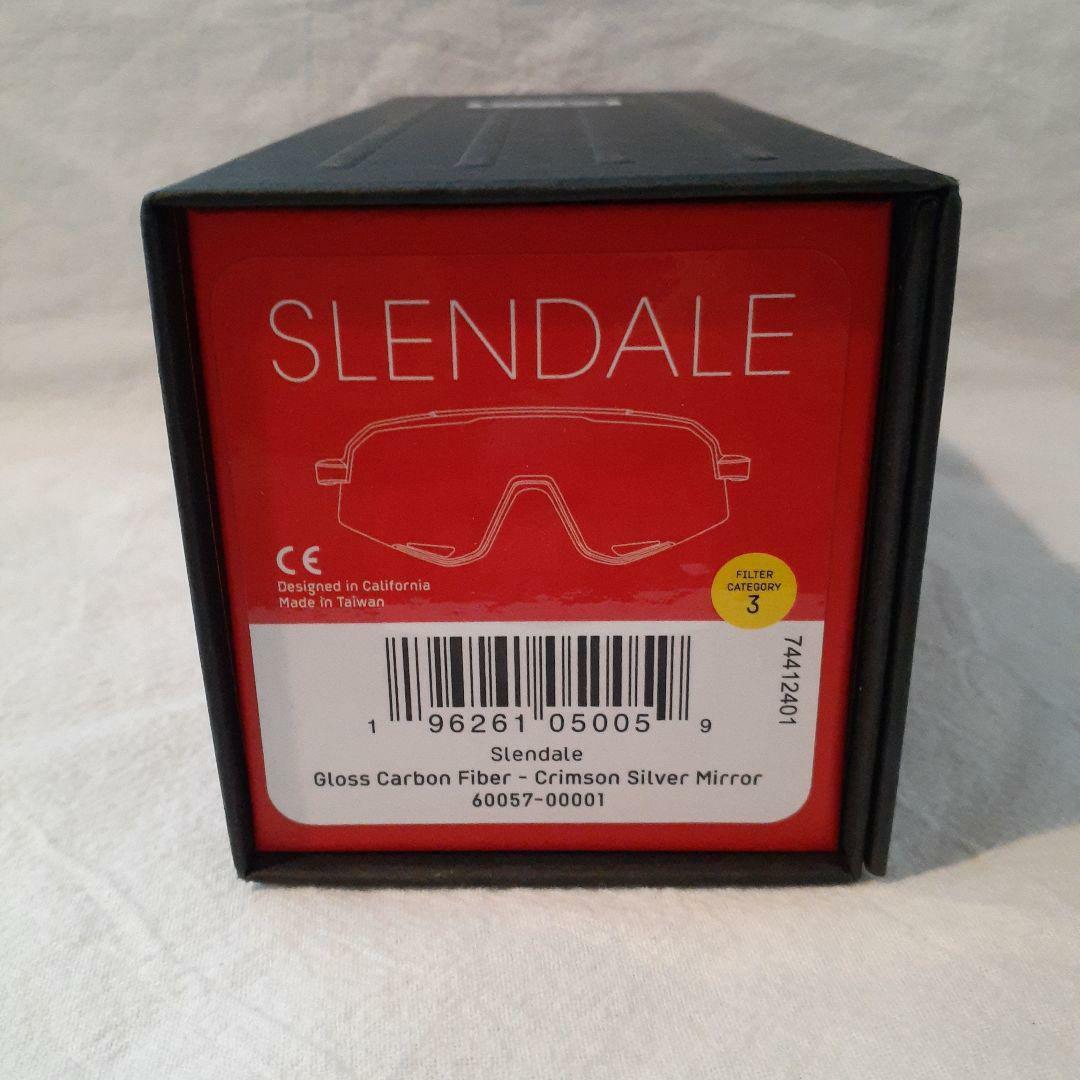 SLENDALE
CE
Designed in California
Made in Taiwan
FILTER
CATEGORY
3
74412401
1 96261 05005 9
Slendale
Gloss Carbon Fiber - Crimson Silver Mirror
60057-00001